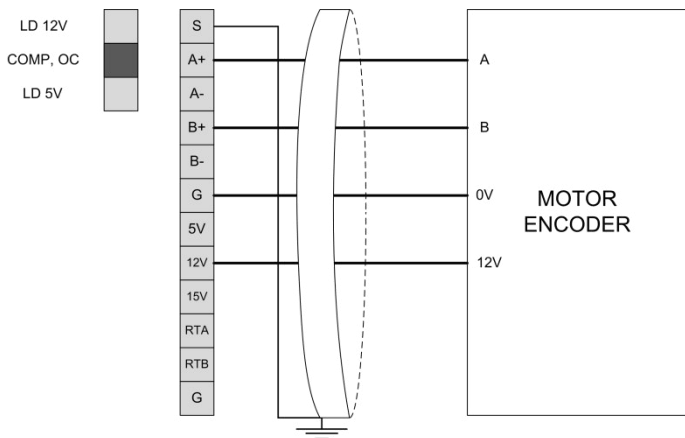 LD 12V
COMP, OC
LD 5V
S
A+
A-
B+
B-
G
5V
12V
15V
RTA
RTB
G
A
B
0V
12V
MOTOR
ENCODER